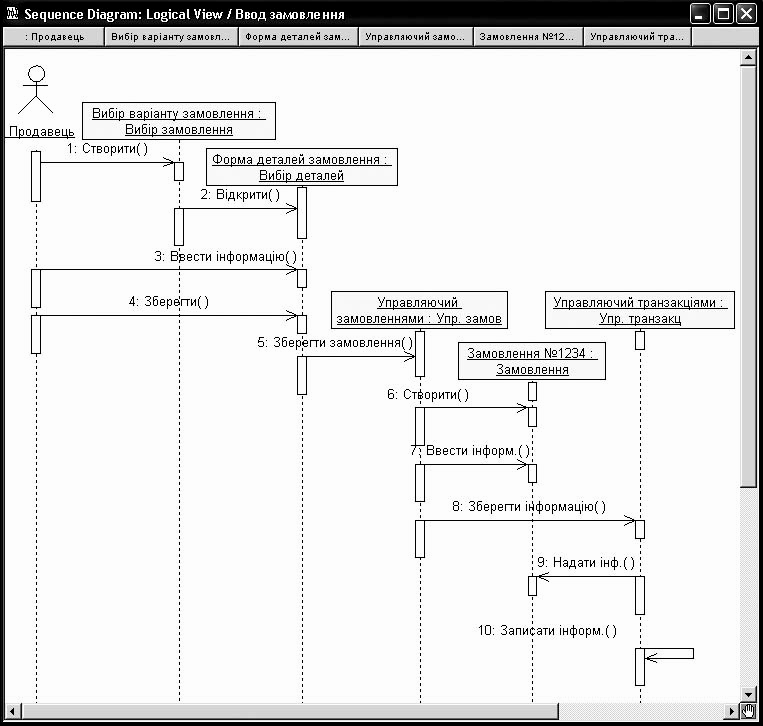 Sequence Diagram: Logical View / Ввод замовлення
: Продавець
Вибір варіанту замовл...
Форма деталей зам...
Управляючий замо...
Замовлення №12...
Управляючий тра...
Продавець
Вибір варіанту замовлення :
Вибір замовлення
1: Створити( )
Форма деталей замовлення :
Вибір деталей
2: Відкрити( )
3: Ввести інформацію( )
4: Зберегти( )
Управляючий
замовленнями : Упр. замов
Управляючий транзакціями :
Упр. транзакц
5: Зберегти замовлення( )
Замовлення №1234 :
Замовлення
6: Створити( )
7: Ввести інформ.( )
8: Зберегти інформацію( )
9: Надати інф.( )
10: Записати інформ.( )